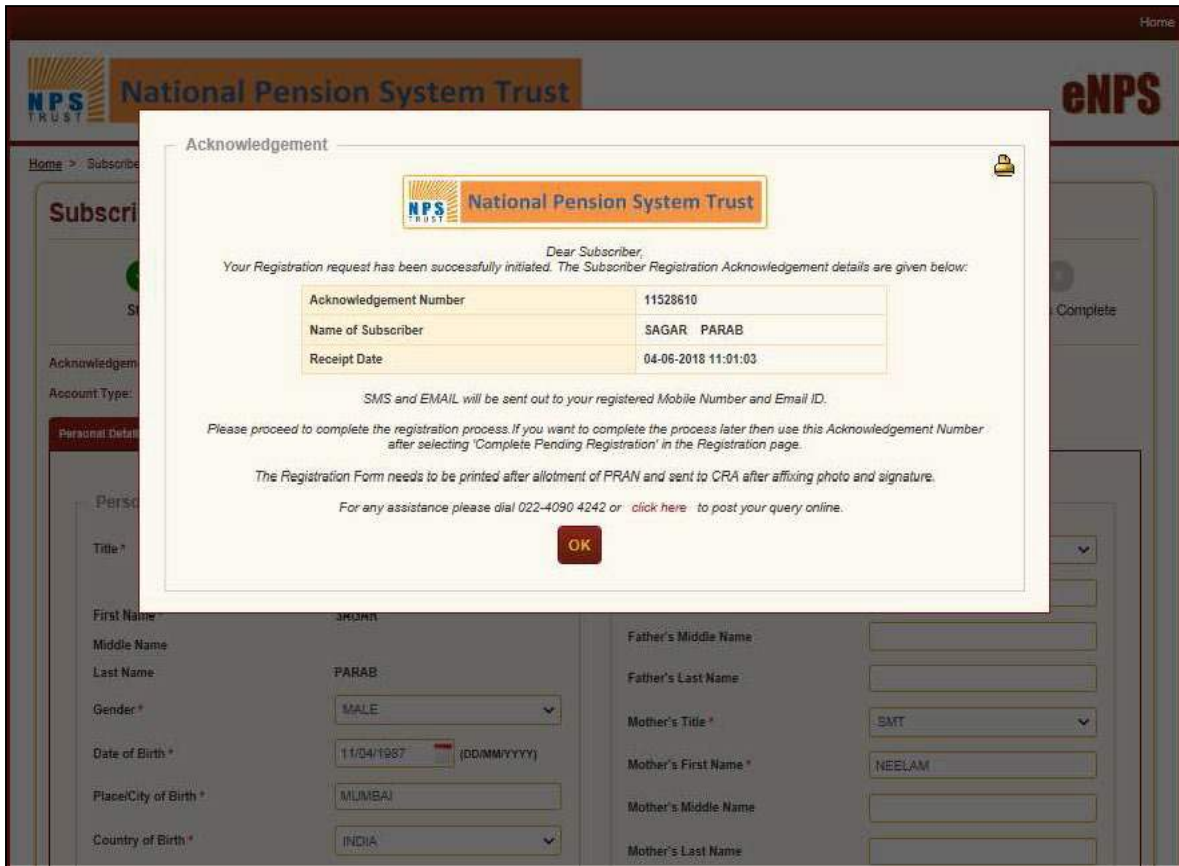 Home
NPS
TRUST
National Pension System Trust
eNPS
Home > Subscribe
Subscri
Acknowledgement
NPS
TRUST
National Pension System Trust
Dear Subscriber,
Your Registration request has been successfully initiated. The Subscriber Registration Acknowledgement details are given below:
Acknowledgement Number 11528610
Name of Subscriber SAGAR PARAB
Receipt Date 04-06-2018 11:01:03
SMS and EMAIL will be sent out to your registered Mobile Number and Email ID.
Please proceed to complete the registration process.If you want to complete the process later then use this Acknowledgement Number
after selecting 'Complete Pending Registration' in the Registration page.
The Registration Form needs to be printed after allotment of PRAN and sent to CRA after affixing photo and signature.
For any assistance please dial 022-4090 4242 or click here to post your query online.
OK
St
Complete
Acknowledgem
Account Type:
Personal Detail
Perso
Title *
First Name * SAGAR
Middle Name
Last Name PARAB
Gender * MALE
Date of Birth * 11/04/1987 (DD/MM/YYYY)
Place/City of Birth * MUMBAI
Country of Birth * INDIA
Father's Middle Name
Father's Last Name
Mother's Title * SMT
Mother's First Name * NEELAM
Mother's Middle Name
Mother's Last Name